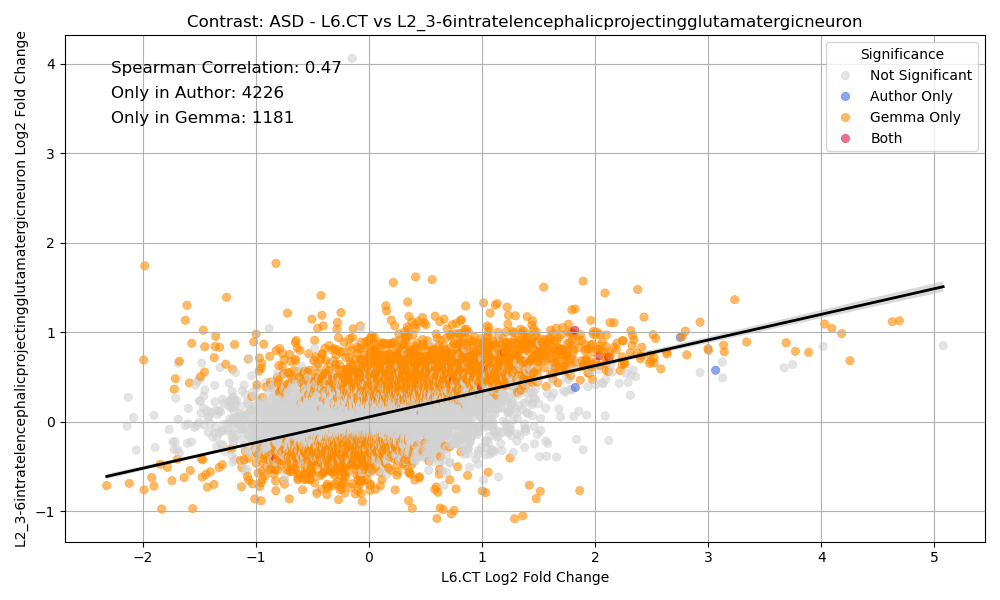 Contrast: ASD - L6.CT vs L2_3-6intratelencephalicprojectingglutamatergicneuron
L2_3-6intratelencephalicprojectingglutamatergicneuron Log2 Fold Change
4
3
2
1
0
−1
Spearman Correlation: 0.47
Only in Author: 4226
Only in Gemma: 1181
Significance
Not Significant
Author Only
Gemma Only
Both
−2
−1
0
1
2
3
4
5
L6.CT Log2 Fold Change